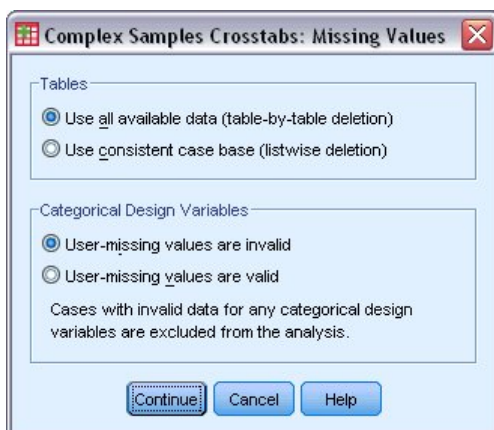 Complex Samples Crosstabs: Missing Values
Tables
Use all available data (table-by-table deletion)
Use consistent case base (listwise deletion)
Categorical Design Variables
User-missing values are invalid
User-missing values are valid
Cases with invalid data for any categorical design
variables are excluded from the analysis.
Continue Cancel Help